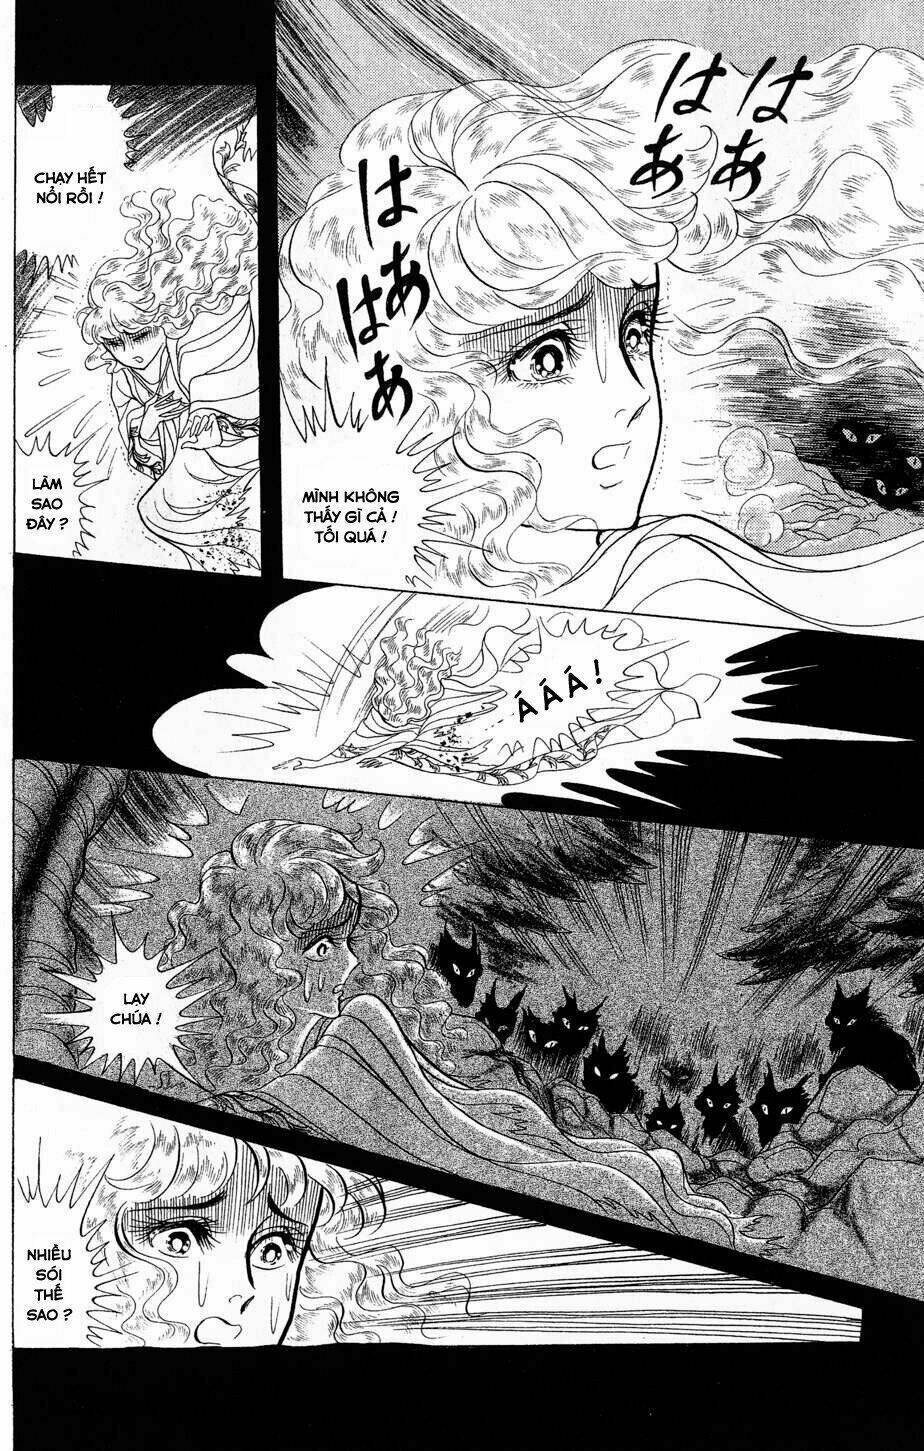 はあ
はあ
はあ
はあ
MÌNH KHÔNG
THẤY GÌ CẢ !
TỐI QUÁ !
CHẠY HẾT
NỔI RỒI !
LÀM
SAO
ĐÂY ?
Á Á Á !
LẠY
CHÚA !
NHIỀU
SÓI
THẾ
SAO ?